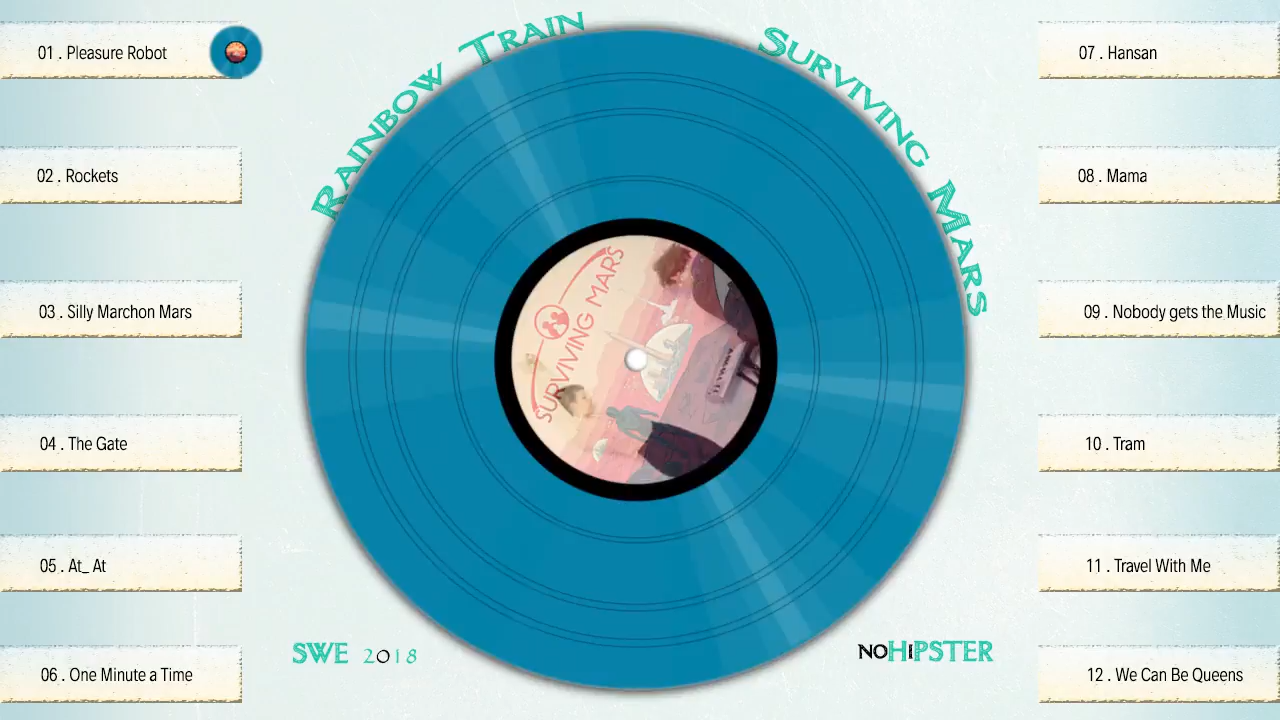 RAINBOW TRAIN
SURVIVING MARS
01 . Pleasure Robot
02 . Rockets
03 . Silly Marchon Mars
04 . The Gate
05 . At_ At
06 . One Minute a Time
SURVIVING MARS
07 . Hansan
08 . Mama
09 . Nobody gets the Music
10 . Tram
11 . Travel With Me
12 . We Can Be Queens
SWE 2018
NOHiPSTER